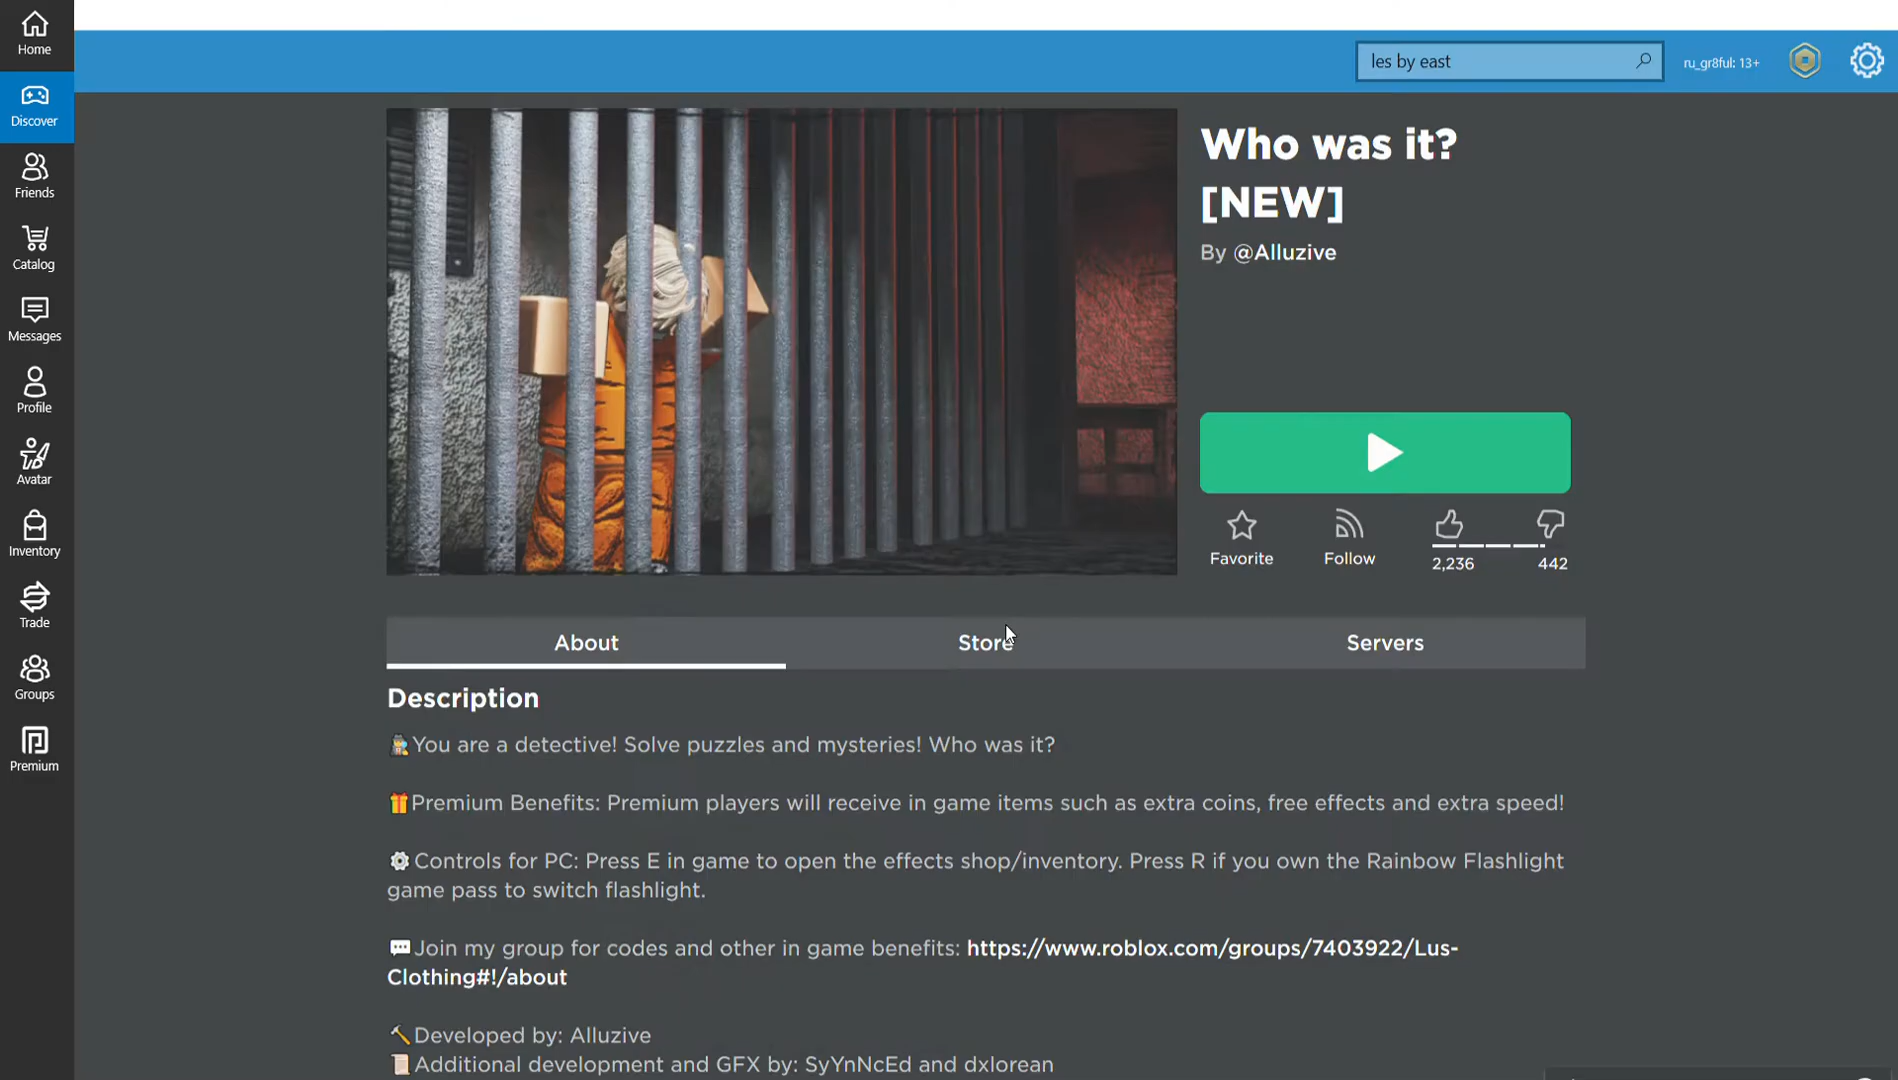 Home
Discover
Friends
Catalog
Messages
Profile
Avatar
Inventory
Trade
Groups
Premium
les by east
ru_gr8ful: 13+
Who was it?
[NEW]
By @Alluzive
Favorite
Follow
2,236
442
About
Store
Servers
Description
🕵️You are a detective! Solve puzzles and mysteries! Who was it?
🎁Premium Benefits: Premium players will receive in game items such as extra coins, free effects and extra speed!
⚙️Controls for PC: Press E in game to open the effects shop/inventory. Press R if you own the Rainbow Flashlight
game pass to switch flashlight.
💬Join my group for codes and other in game benefits: https://www.roblox.com/groups/7403922/Lus-
Clothing#!/about
🔨Developed by: Alluzive
📜Additional development and GFX by: SyYnNcEd and dxlorean